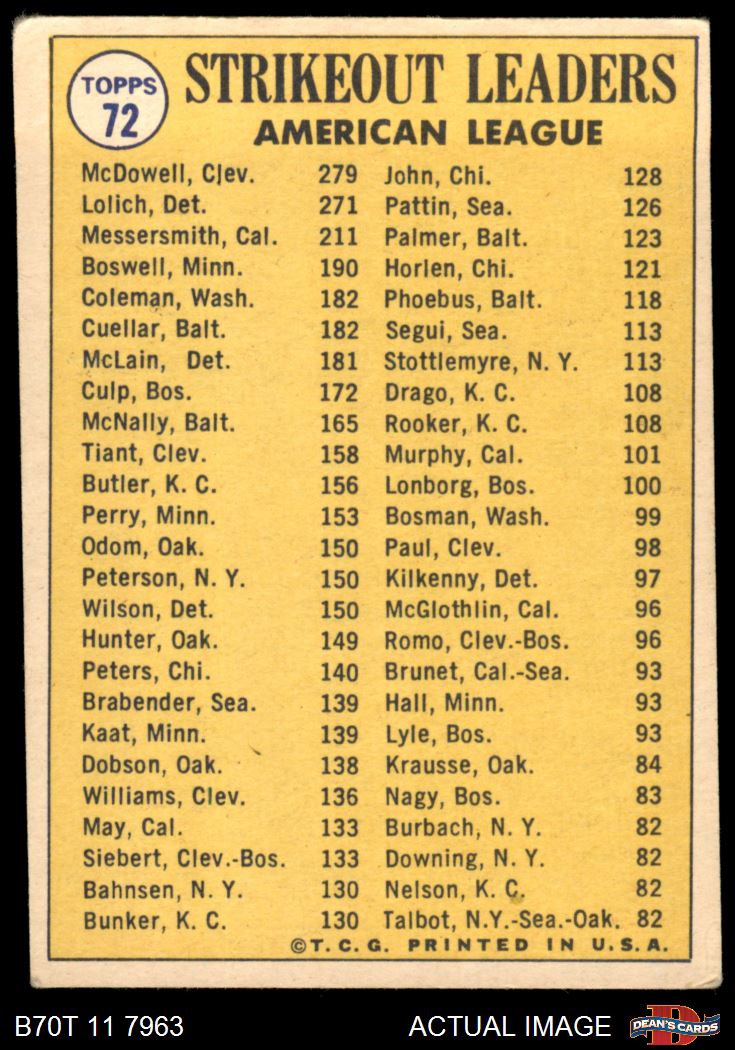 TOPPS
72
STRIKEOUT LEADERS
AMERICAN LEAGUE
McDowell, Clev. 279
Lolich, Det. 271
Messersmith, Cal. 211
Boswell, Minn. 190
Coleman, Wash. 182
Cuellar, Balt. 182
McLain, Det. 181
Culp, Bos. 172
McNally, Balt. 165
Tiant, Clev. 158
Butler, K. C. 156
Perry, Minn. 153
Odom, Oak. 150
Peterson, N. Y. 150
Wilson, Det. 150
Hunter, Oak. 149
Peters, Chi. 140
Brabender, Sea. 139
Kaat, Minn. 139
Dobson, Oak. 138
Williams, Clev. 136
May, Cal. 133
Siebert, Clev.-Bos. 133
Bahnsen, N. Y. 130
Bunker, K. C. 130
John, Chi. 128
Pattin, Sea. 126
Palmer, Balt. 123
Horlen, Chi. 121
Phoebus, Balt. 118
Segui, Sea. 113
Stottlemyre, N. Y. 113
Drago, K. C. 108
Rooker, K. C. 108
Murphy, Cal. 101
Lonborg, Bos. 100
Bosman, Wash. 99
Paul, Clev. 98
Kilkenny, Det. 97
McGlothlin, Cal. 96
Romo, Clev.-Bos. 96
Brunet, Cal.-Sea. 93
Hall, Minn. 93
Lyle, Bos. 93
Krausse, Oak. 84
Nagy, Bos. 83
Burbach, N. Y. 82
Downing, N. Y. 82
Nelson, K. C. 82
Talbot, N.Y.-Sea.-Oak. 82
©T. C. G. PRINTED IN U. S. A.
B70T 11 7963
ACTUAL IMAGE
D
DEAN'S CARDS